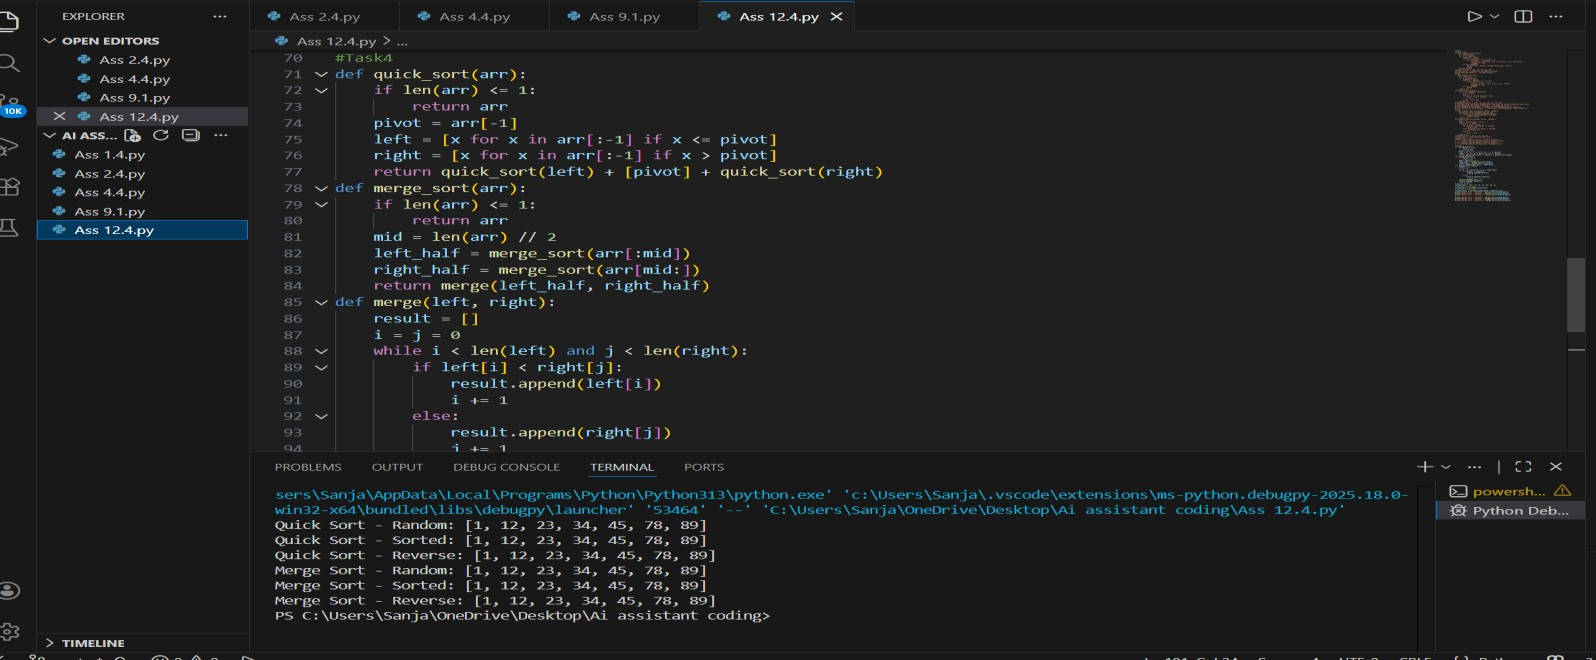 EXPLORER
OPEN EDITORS
Ass 2.4.py
Ass 4.4.py
Ass 9.1.py
Ass 12.4.py
AI ASS...
Ass 1.4.py
Ass 2.4.py
Ass 4.4.py
Ass 9.1.py
Ass 12.4.py
TIMELINE
10K
Ass 2.4.py
Ass 4.4.py
Ass 9.1.py
Ass 12.4.py
Ass 12.4.py > ...
70 #Task4
71 def quick_sort(arr):
72 if len(arr) <= 1:
73 return arr
74 pivot = arr[-1]
75 left = [x for x in arr[:-1] if x <= pivot]
76 right = [x for x in arr[:-1] if x > pivot]
77 return quick_sort(left) + [pivot] + quick_sort(right)
78 def merge_sort(arr):
79 if len(arr) <= 1:
80 return arr
81 mid = len(arr) // 2
82 left_half = merge_sort(arr[:mid])
83 right_half = merge_sort(arr[mid:])
84 return merge(left_half, right_half)
85 def merge(left, right):
86 result = []
87 i = j = 0
88 while i < len(left) and j < len(right):
89 if left[i] < right[j]:
90 result.append(left[i])
91 i += 1
92 else:
93 result.append(right[j])
94 j += 1
PROBLEMS OUTPUT DEBUG CONSOLE TERMINAL PORTS
sers\Sanja\AppData\Local\Programs\Python\Python313\python.exe' 'c:\Users\Sanja\.vscode\extensions\ms-python.debugpy-2025.18.0-
win32-x64\bundled\libs\debugpy\launcher' '53464' '--' 'C:\Users\Sanja\OneDrive\Desktop\Ai assistant coding\Ass 12.4.py'
Quick Sort - Random: [1, 12, 23, 34, 45, 78, 89]
Quick Sort - Sorted: [1, 12, 23, 34, 45, 78, 89]
Quick Sort - Reverse: [1, 12, 23, 34, 45, 78, 89]
Merge Sort - Random: [1, 12, 23, 34, 45, 78, 89]
Merge Sort - Sorted: [1, 12, 23, 34, 45, 78, 89]
Merge Sort - Reverse: [1, 12, 23, 34, 45, 78, 89]
PS C:\Users\Sanja\OneDrive\Desktop\Ai assistant coding>
powersh...
Python Deb...